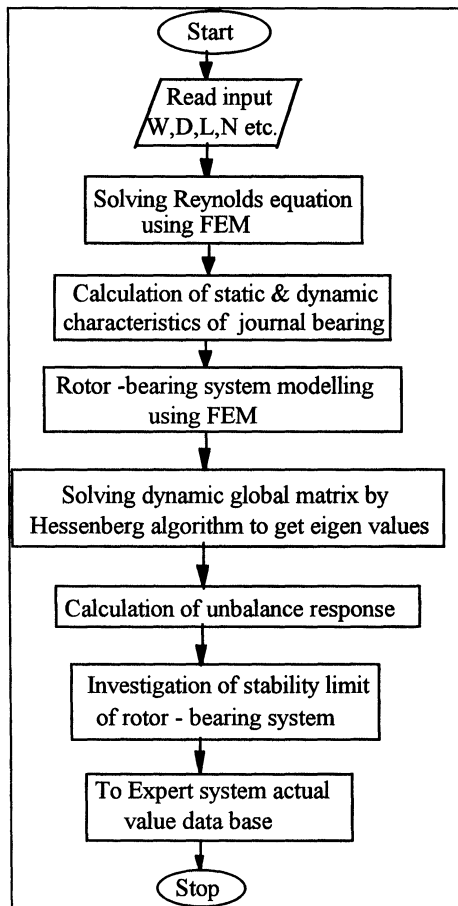 Start
Read input
W,D,L,N etc.
Solving Reynolds equation
using FEM
Calculation of static & dynamic
characteristics of journal bearing
Rotor -bearing system modelling
using FEM
Solving dynamic global matrix by
Hessenberg algorithm to get eigen values
Calculation of unbalance response
Investigation of stability limit
of rotor - bearing system
To Expert system actual
value data base
Stop